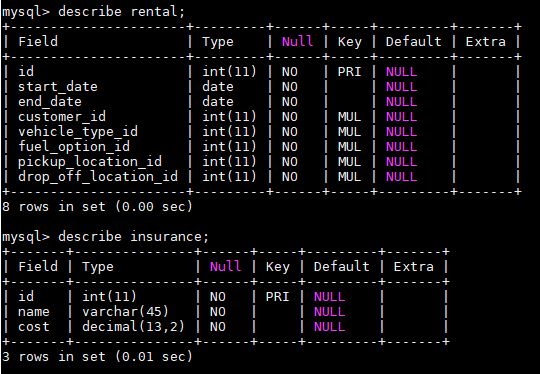 mysql> describe rental;
+----------------------+---------+------+-----+---------+-------+
| Field                | Type    | Null | Key | Default | Extra |
+----------------------+---------+------+-----+---------+-------+
| id                   | int(11) | NO   | PRI | NULL    |       |
| start_date           | date    | NO   |     | NULL    |       |
| end_date             | date    | NO   |     | NULL    |       |
| customer_id          | int(11) | NO   | MUL | NULL    |       |
| vehicle_type_id      | int(11) | NO   | MUL | NULL    |       |
| fuel_option_id       | int(11) | NO   | MUL | NULL    |       |
| pickup_location_id   | int(11) | NO   | MUL | NULL    |       |
| drop_off_location_id | int(11) | NO   | MUL | NULL    |       |
+----------------------+---------+------+-----+---------+-------+
8 rows in set (0.00 sec)

mysql> describe insurance;
+-------+---------------+------+-----+---------+-------+
| Field | Type          | Null | Key | Default | Extra |
+-------+---------------+------+-----+---------+-------+
| id    | int(11)       | NO   | PRI | NULL    |       |
| name  | varchar(45)   | NO   |     | NULL    |       |
| cost  | decimal(13,2) | NO   |     | NULL    |       |
+-------+---------------+------+-----+---------+-------+
3 rows in set (0.01 sec)